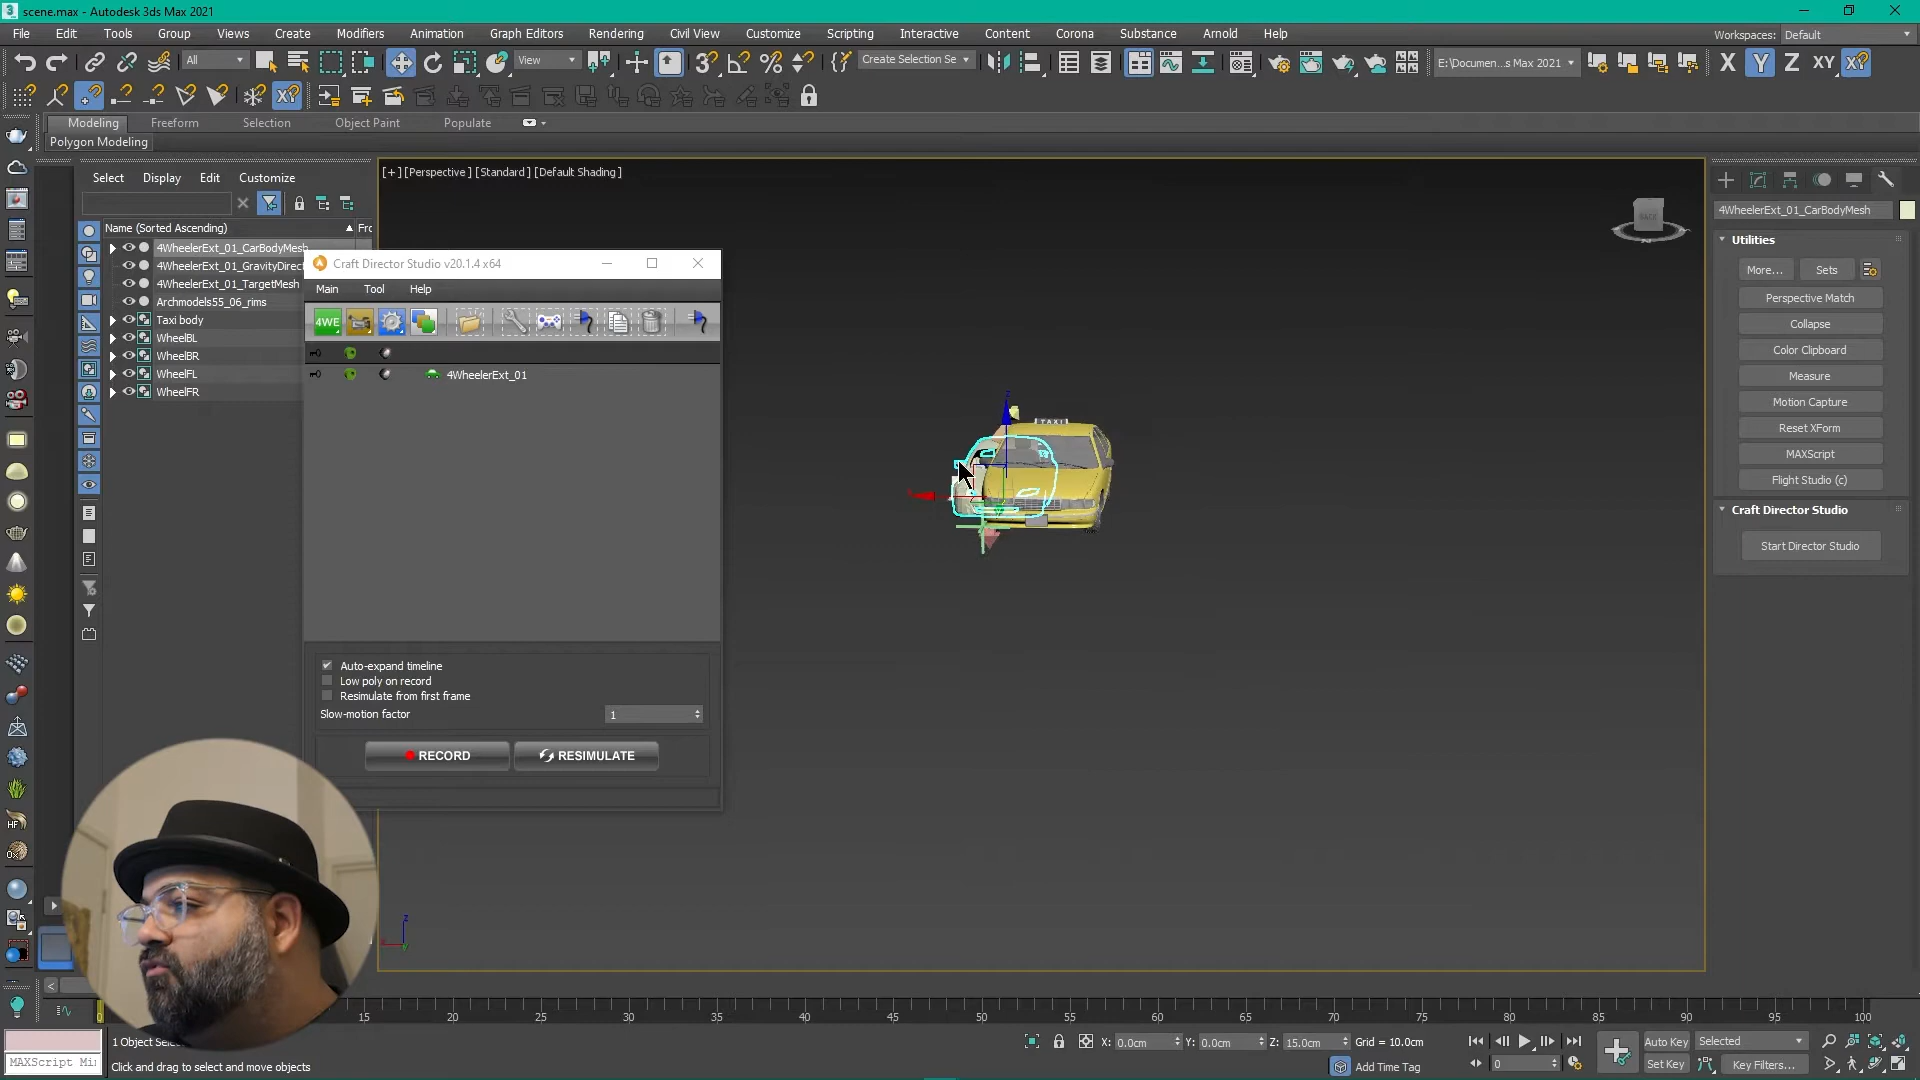 scene.max - Autodesk 3ds Max 2021
File Edit Tools Group Views Create Modifiers Animation Graph Editors Rendering Civil View Customize Scripting Interactive Content Corona Substance Arnold Help
Workspaces: Default
All
View
Create Selection Se
E:\Documen...s Max 2021
X Y Z XY XY
XY
Modeling Freeform Selection Object Paint Populate
Polygon Modeling
Select Display Edit Customize
[+] [Perspective] [Standard] [Default Shading]
Name (Sorted Ascending)
4WheelerExt_01_CarBodyMesh
4WheelerExt_01_GravityDirec
4WheelerExt_01_TargetMesh
Archmodels55_06_rims
Taxi body
WheelBL
WheelBR
WheelFL
WheelFR
Craft Director Studio v20.1.4 x64
Main Tool Help
4WE
4WheelerExt_01
Auto-expand timeline
Low poly on record
Resimulate from first frame
Slow-motion factor 1
RECORD RESIMULATE
TAXI
4WheelerExt_01_CarBodyMesh
Utilities
More... Sets
Perspective Match
Collapse
Color Clipboard
Measure
Motion Capture
Reset XForm
MAXScript
Flight Studio (c)
Craft Director Studio
Start Director Studio
15 20 25 30 35 40 45 50 55 60 65 70 75 80 85 90 95 100
1 Object Sele
X: 0.0cm Y: 0.0cm Z: 15.0cm Grid = 10.0cm
Auto Key Selected
MAXScript Mi
Click and drag to select and move objects
Add Time Tag
0
Set Key Key Filters...